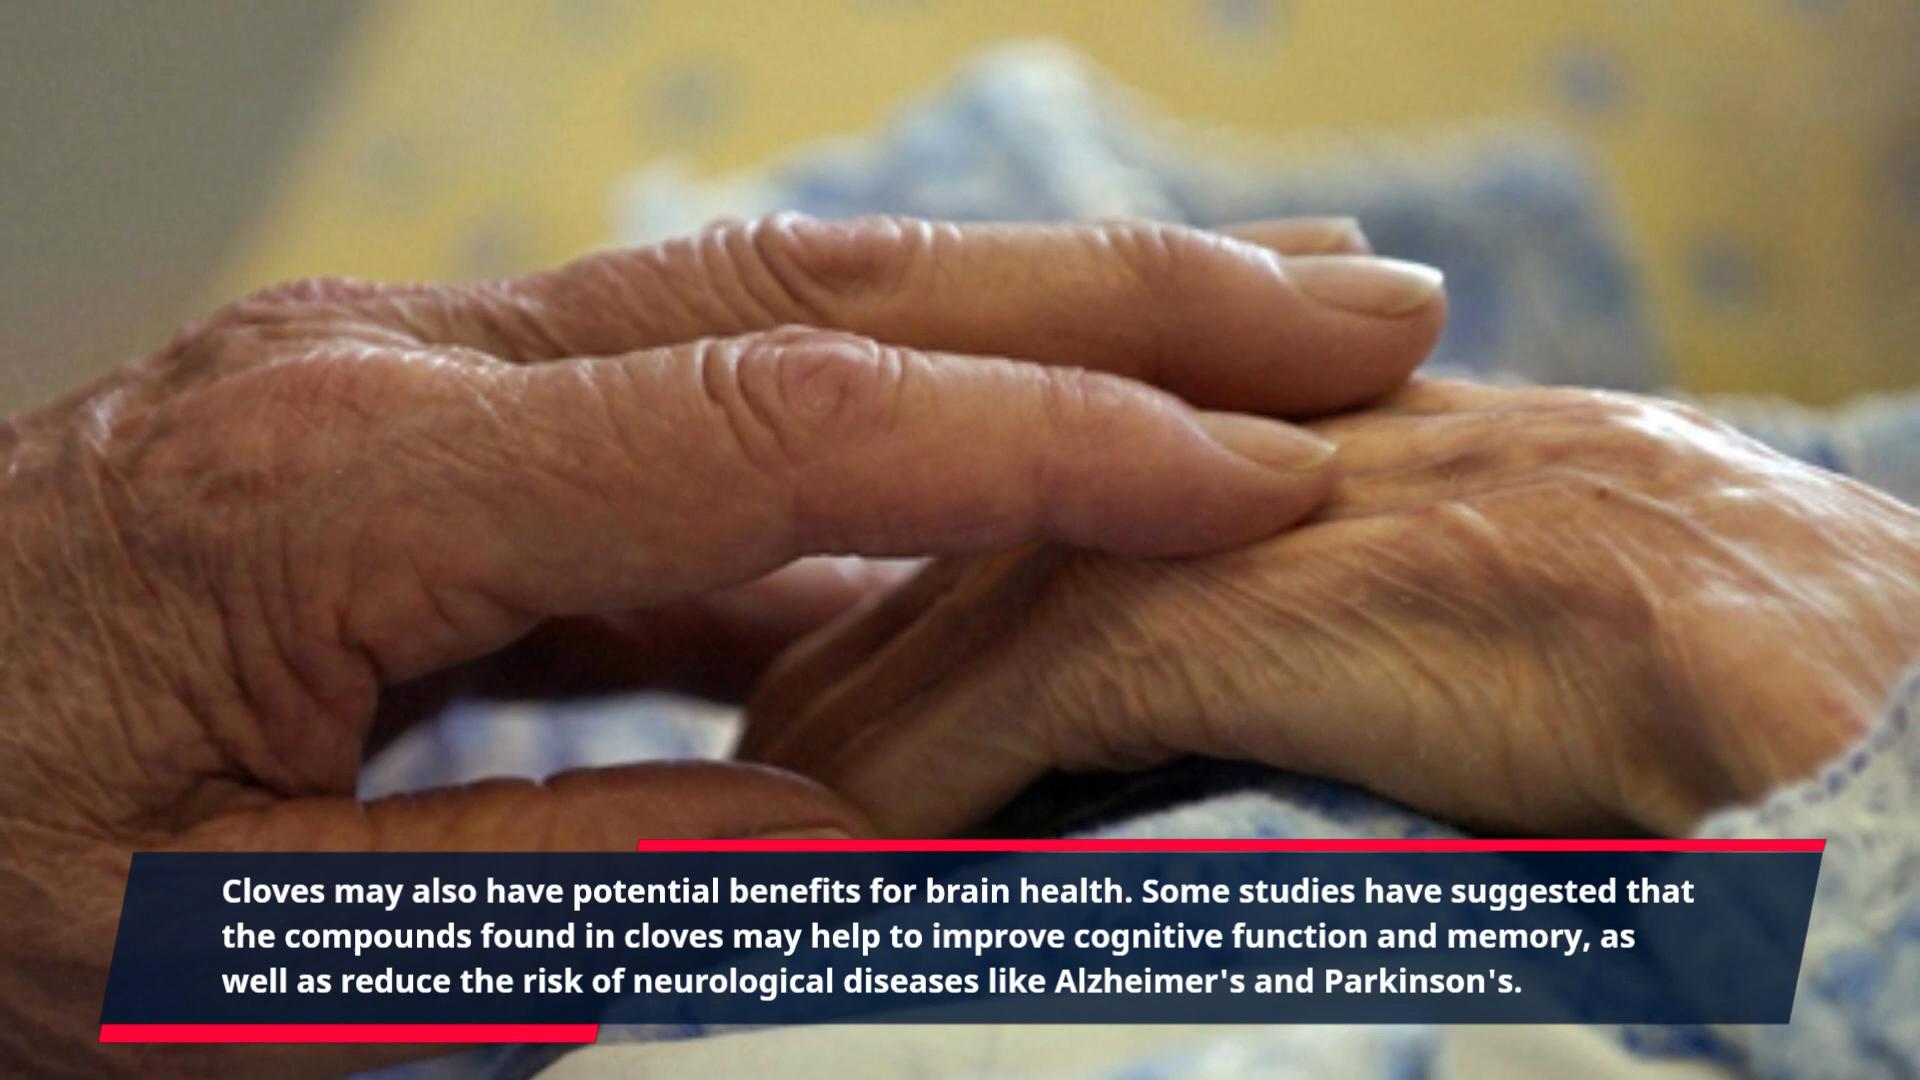 Cloves may also have potential benefits for brain health. Some studies have suggested that
the compounds found in cloves may help to improve cognitive function and memory, as
well as reduce the risk of neurological diseases like Alzheimer's and Parkinson's.